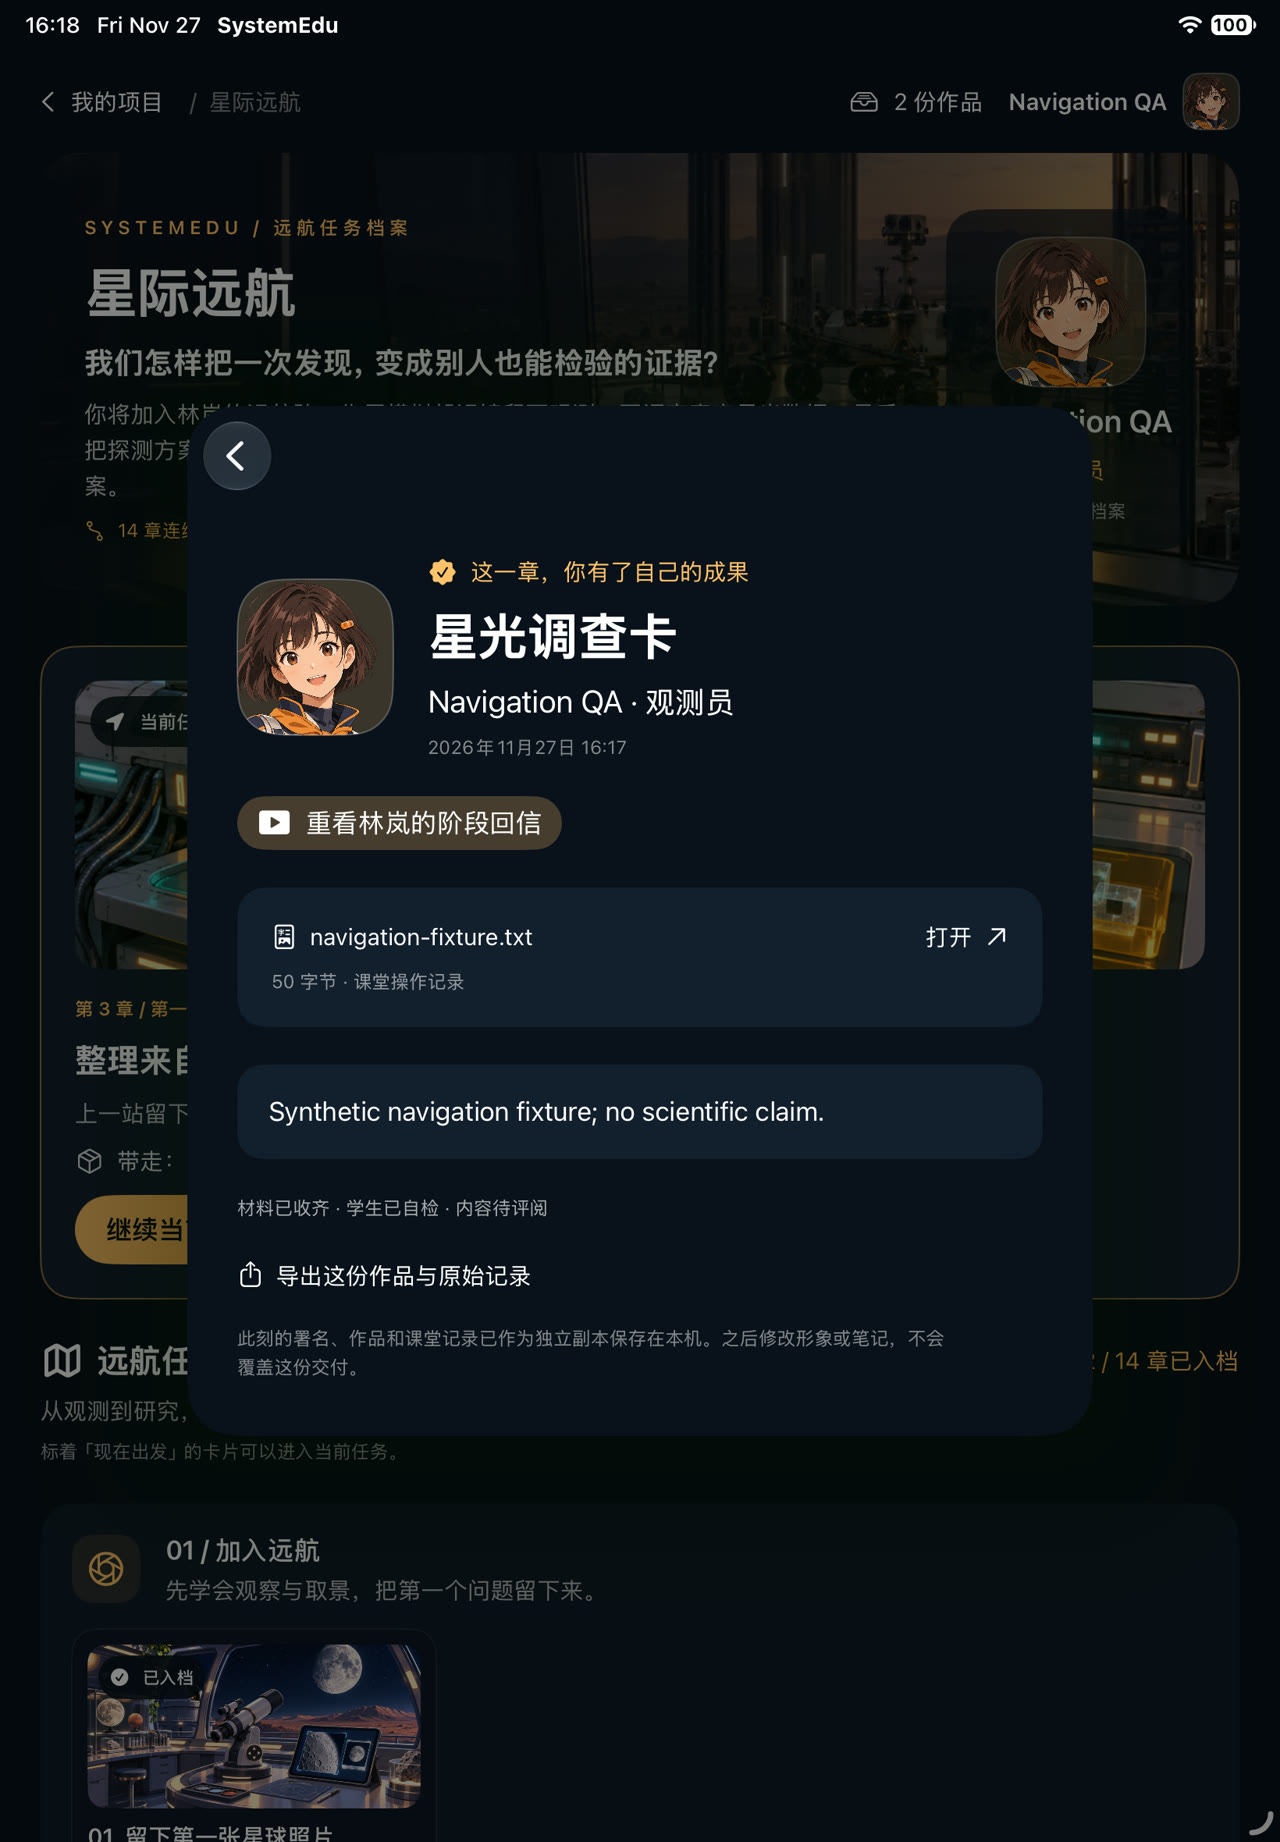 16:18 Fri Nov 27 SystemEdu
100
我的项目 / 星际远航
2 份作品 Navigation QA
SYSTEMEDU / 远航任务档案
星际远航
我们怎样把一次发现，变成别人也能检验的证据？
你将加入林岚
把探测方案
案。
14 章连续
ion QA
员
档案
这一章，你有了自己的成果
星光调查卡
Navigation QA · 观测员
2026年11月27日 16:17
当前任
重看林岚的阶段回信
navigation-fixture.txt
打开
50 字节 · 课堂操作记录
第 3 章 / 第一
整理来自
上一站留下
带走：
继续当
Synthetic navigation fixture; no scientific claim.
材料已收齐 · 学生已自检 · 内容待评阅
导出这份作品与原始记录
此刻的署名、作品和课堂记录已作为独立副本保存在本机。之后修改形象或笔记，不会
覆盖这份交付。
远航任
/ 14 章已入档
从观测到研究，
标着「现在出发」的卡片可以进入当前任务。
01 / 加入远航
先学会观察与取景，把第一个问题留下来。
已入档
01 留下第一张星球照片